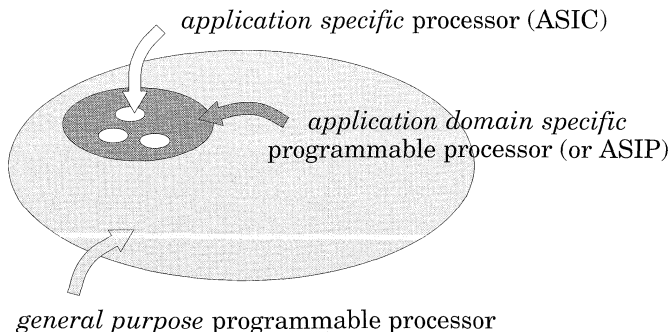 application specific processor (ASIC)
application domain specific
programmable processor (or ASIP)
general purpose programmable processor